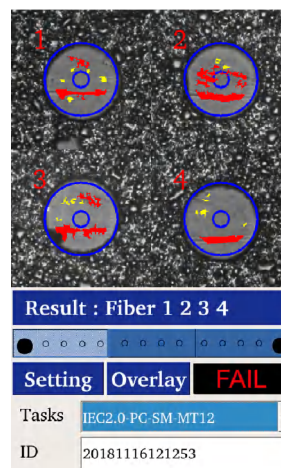 1 2
3 4
Result : Fiber 1 2 3 4
Setting Overlay FAIL
Tasks IEC2.0-PC-SM-MT12
ID 20181116121253